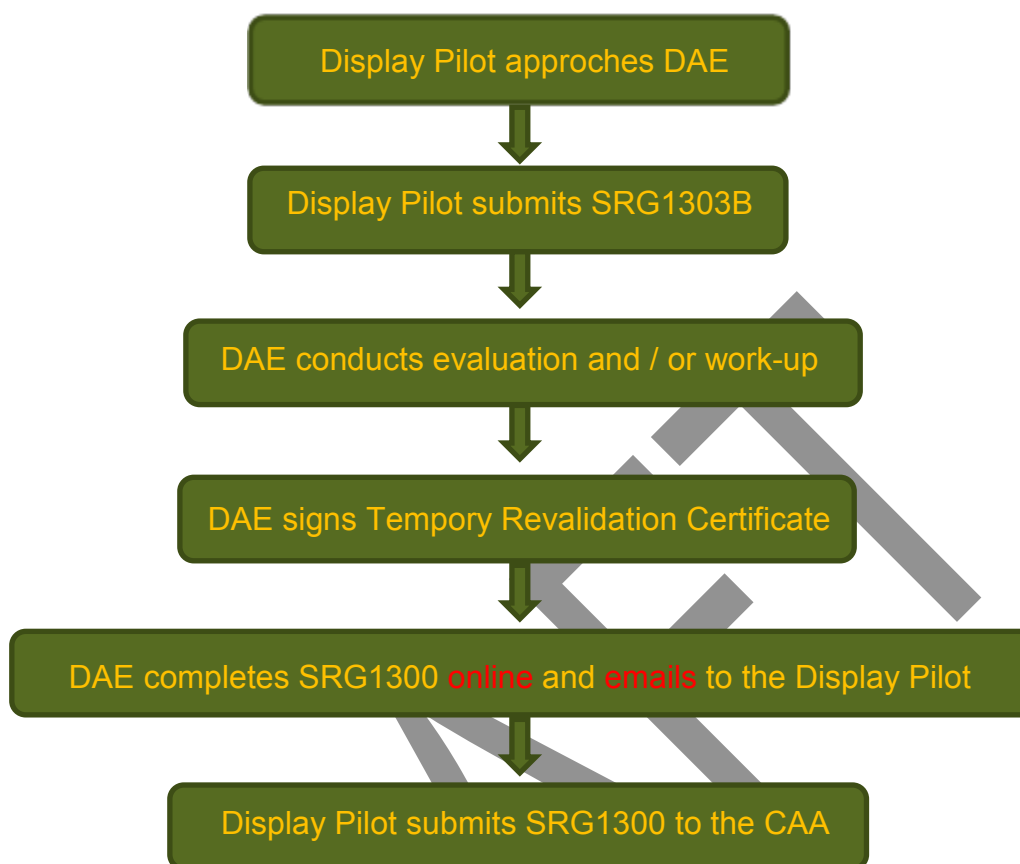 Display Pilot approches DAE
Display Pilot submits SRG1303B
DAE conducts evaluation and / or work-up
DAE signs Tempory Revalidation Certificate
DAE completes SRG1300 online and emails to the Display Pilot
Display Pilot submits SRG1300 to the CAA